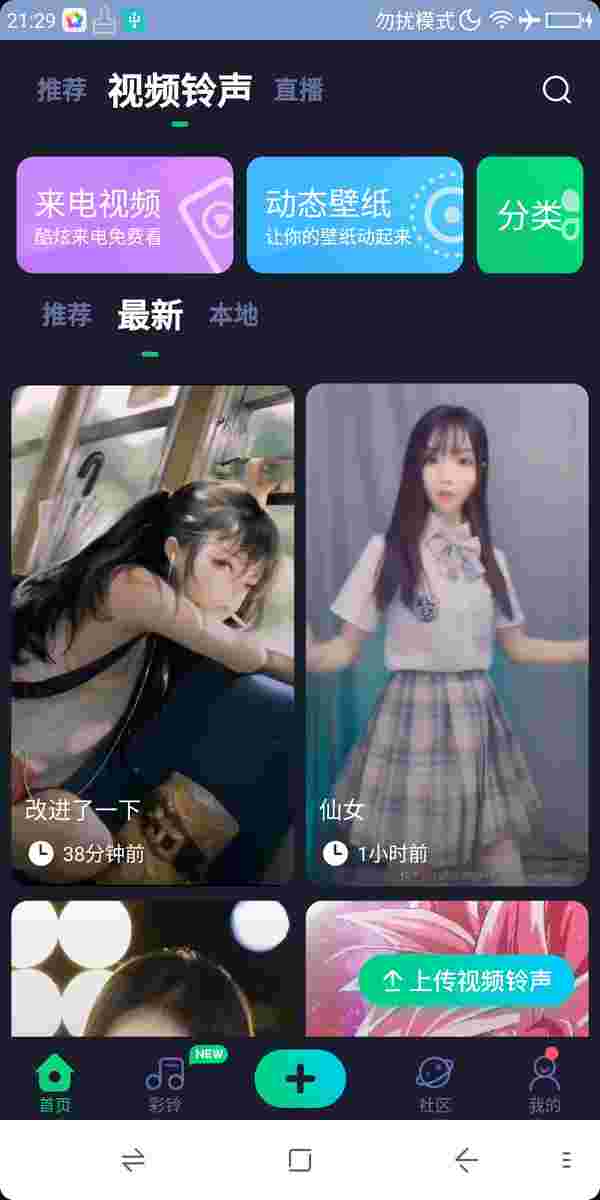 21:29 勿扰模式
推荐 视频铃声 直播
来电视频
酷炫来电免费看
动态壁纸
让你的壁纸动起来
分类
推荐 最新 本地
改进了一下
38分钟前
仙女
1小时前
上传视频铃声
NEW
首页 彩铃 社区 我的